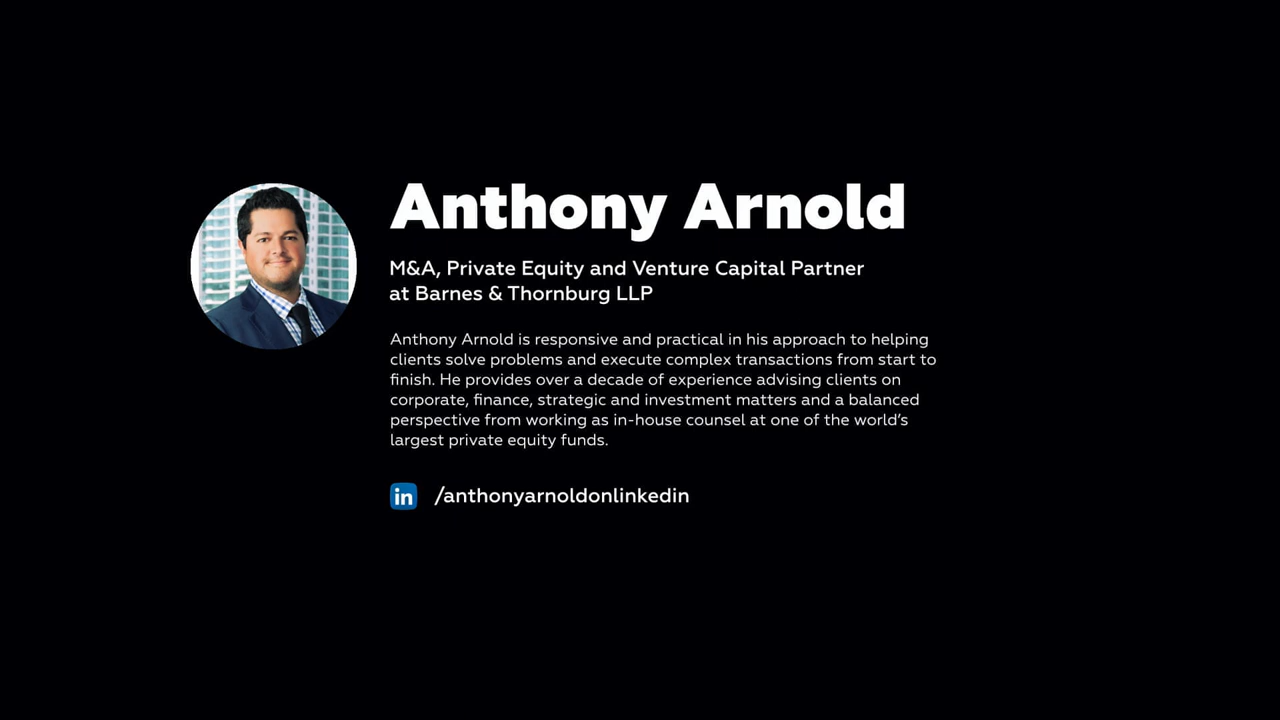 Anthony Arnold
M&A, Private Equity and Venture Capital Partner
at Barnes & Thornburg LLP
Anthony Arnold is responsive and practical in his approach to helping
clients solve problems and execute complex transactions from start to
finish. He provides over a decade of experience advising clients on
corporate, finance, strategic and investment matters and a balanced
perspective from working as in-house counsel at one of the world’s
largest private equity funds.
in /anthonyarnoldonlinkedin